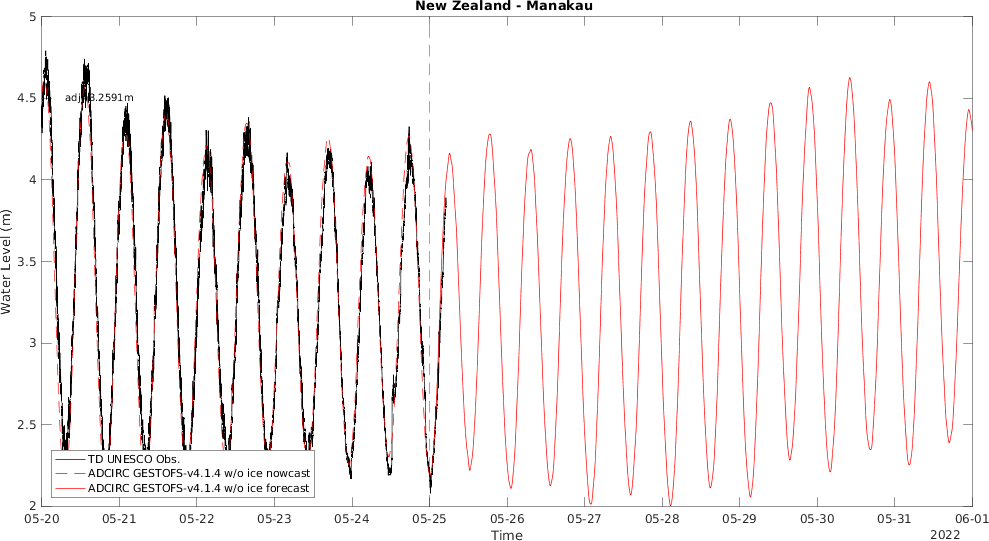 New Zealand - Manakau
5
4.5
4
3.5
3
2.5
2
Water Level (m)
TD UNESCO Obs.
ADCIRC GESTOFS-v4.1.4 w/o ice nowcast
ADCIRC GESTOFS-v4.1.4 w/o ice forecast
05-20 05-21 05-22 05-23 05-24 05-25 05-26 05-27 05-28 05-29 05-30 05-31 06-01
Time
2022